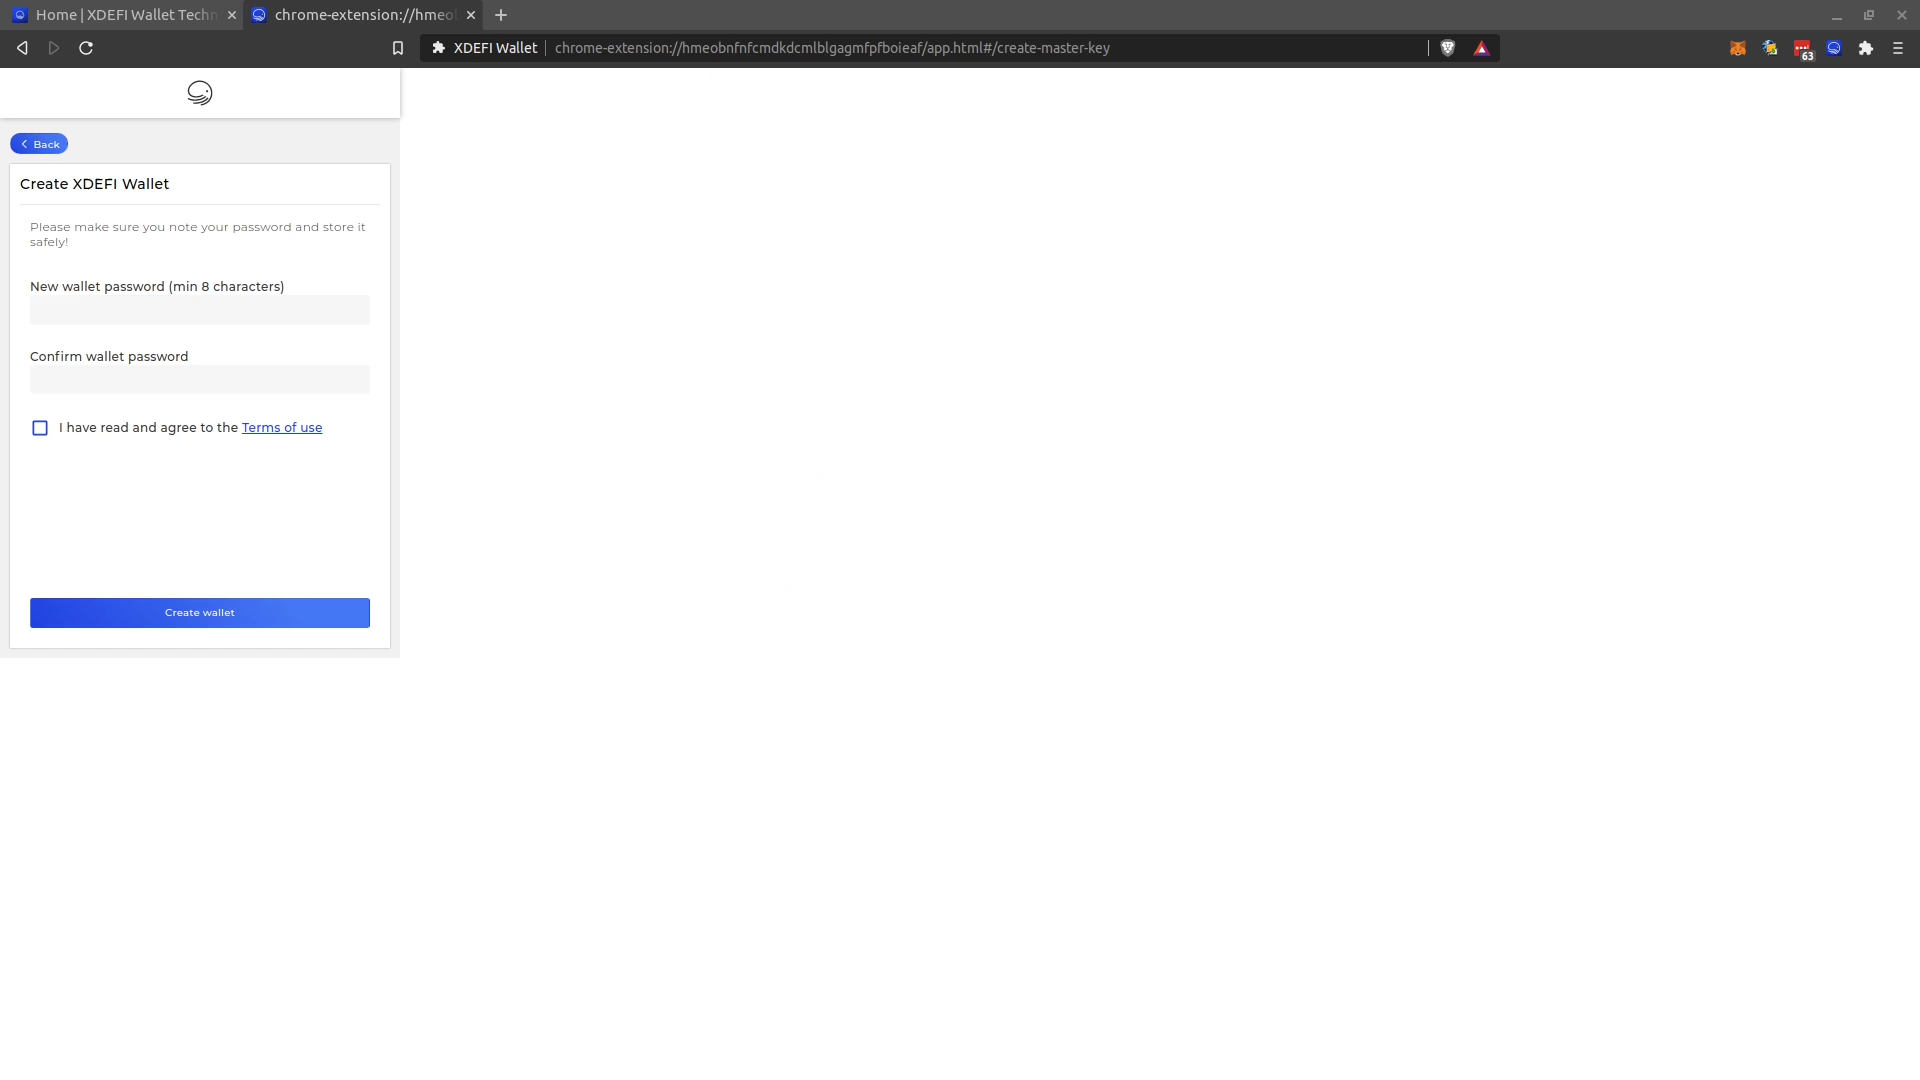 Home | XDEFI Wallet Techn
chrome-extension://hmeob
XDEFI Wallet
chrome-extension://hmeobnfnfcmdkdcmlblgagmfpfboieaf/app.html#/create-master-key
63
Back
Create XDEFI Wallet
Please make sure you note your password and store it
safely!
New wallet password (min 8 characters)
Confirm wallet password
I have read and agree to the Terms of use
Create wallet